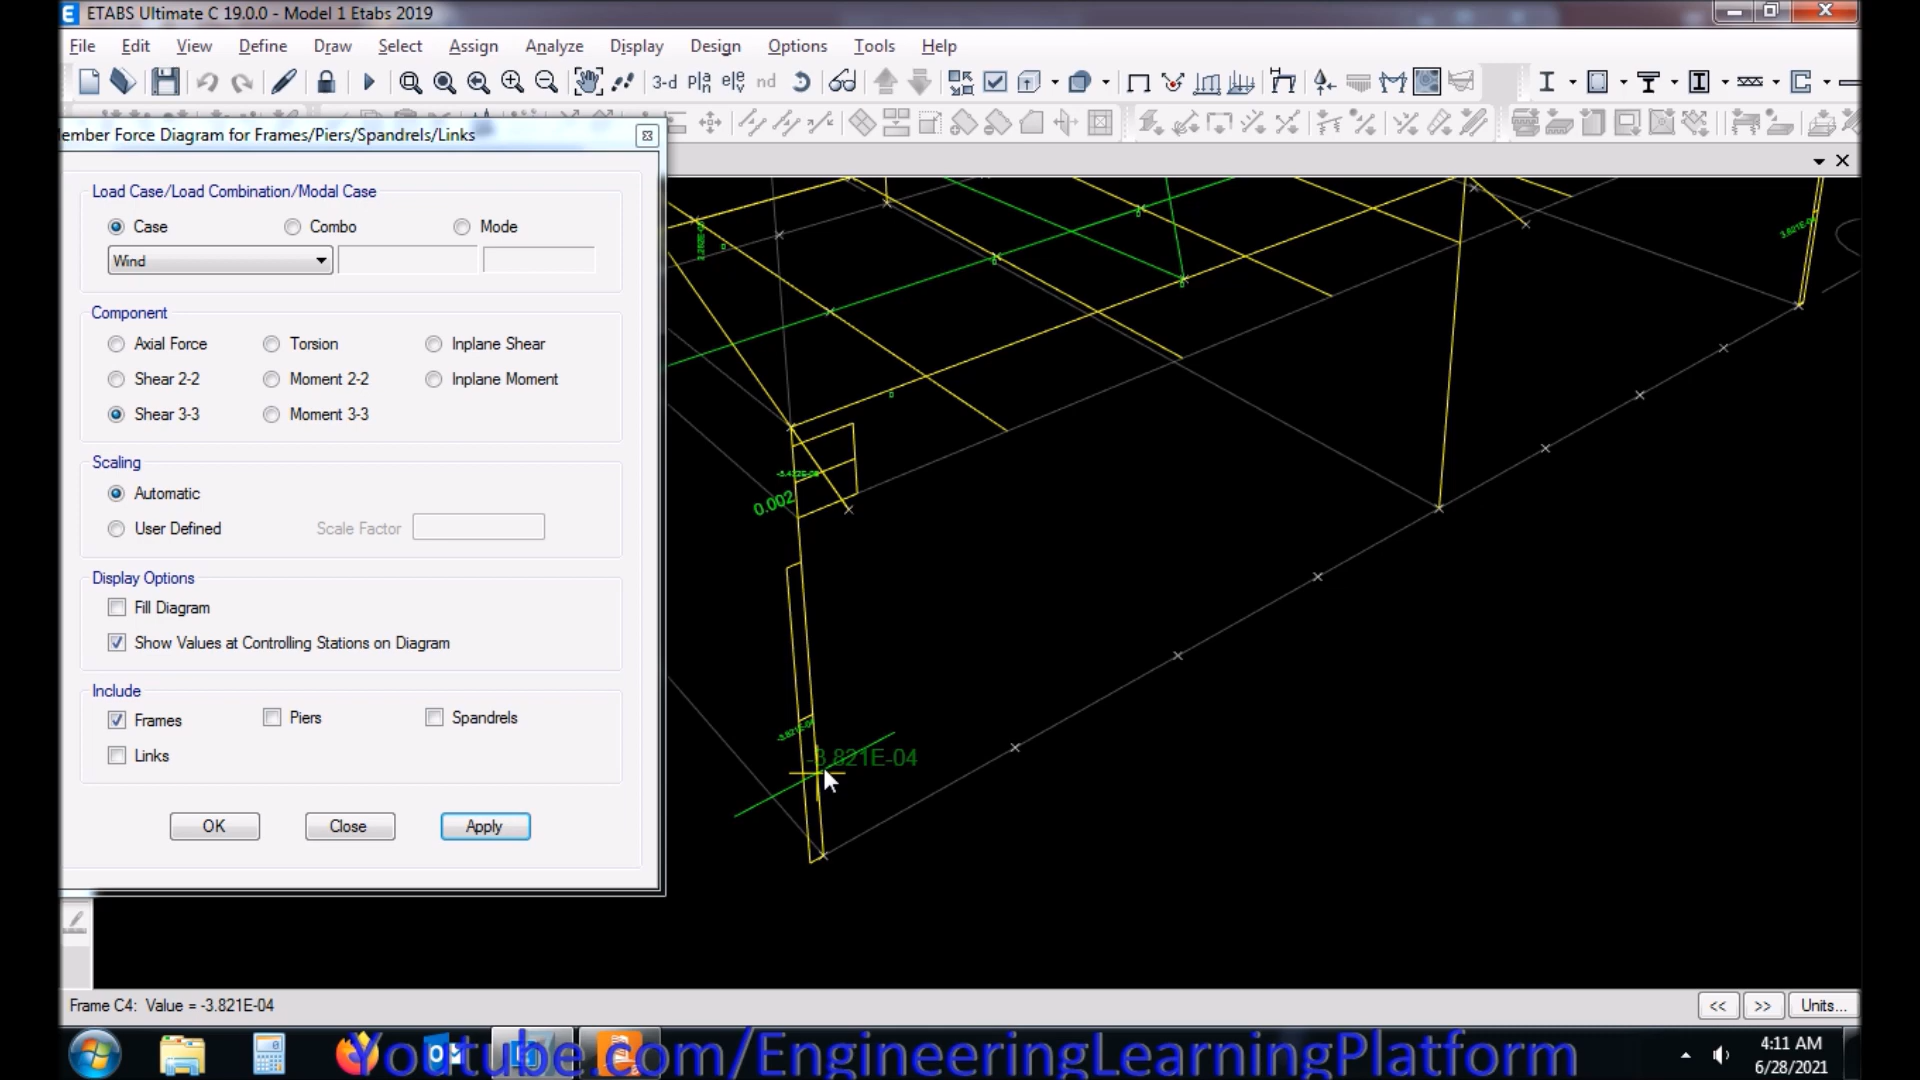 ETABS Ultimate C 19.0.0 - Model 1 Etabs 2019
File Edit View Define Draw Select Assign Analyze Display Design Options Tools Help
3-d
nd
ember Force Diagram for Frames/Piers/Spandrels/Links
Load Case/Load Combination/Modal Case
Case Combo Mode
Wind
Component
Axial Force Torsion Inplane Shear
Shear 2-2 Moment 2-2 Inplane Moment
Shear 3-3 Moment 3-3
Scaling
Automatic
User Defined Scale Factor
Display Options
Fill Diagram
Show Values at Controlling Stations on Diagram
Include
Frames Piers Spandrels
Links
OK Close Apply
0.002
-3.821E-04
-3.821E-04
Frame C4: Value = -3.821E-04
<< >> Units...
Youtube.com/EngineeringLearningPlatform
4:11 AM
6/28/2021